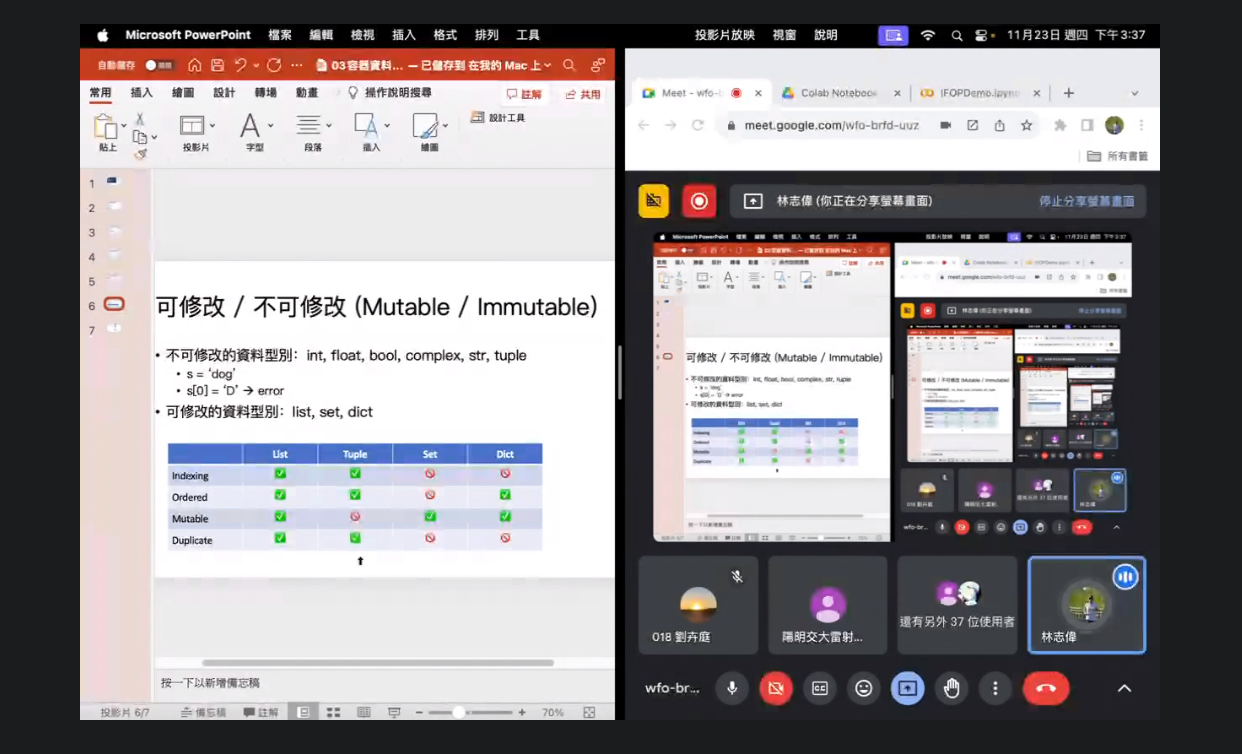 Microsoft PowerPoint 檔案 編輯 檢視 插入 格式 排列 工具
投影片放映 視窗 說明 11月23日 週四 下午3:37
自動儲存
03容器資料... — 已儲存到 在我的 Mac 上
常用 插入 繪圖 設計 轉場 動畫 操作說明搜尋 註解 共用
貼上 投影片 字型 段落 插入 繪圖 設計工具
1
2
3
4
5
6
7
可修改 / 不可修改 (Mutable / Immutable)
• 不可修改的資料型別：int, float, bool, complex, str, tuple
• s = ‘dog’
• s[0] = ‘D’ → error
• 可修改的資料型別：list, set, dict
List Tuple Set Dict
Indexing ✅ ✅ 🚫 🚫
Ordered ✅ ✅ 🚫 ✅
Mutable ✅ 🚫 ✅ ✅
Duplicate ✅ ✅ 🚫 🚫
按一下以新增備忘稿
投影片 6/7 備忘稿 註解 70%
Meet - wfo-b Colab Notebook IFOPDemo.ipynb
meet.google.com/wfo-brfd-uuz
所有書籤
林志偉 (你正在分享螢幕畫面) 停止分享螢幕畫面
可修改 / 不可修改 (Mutable / Immutable)
018 劉卉庭
陽明交大雷射...
還有另外 37 位使用者
林志偉
wfo-br...